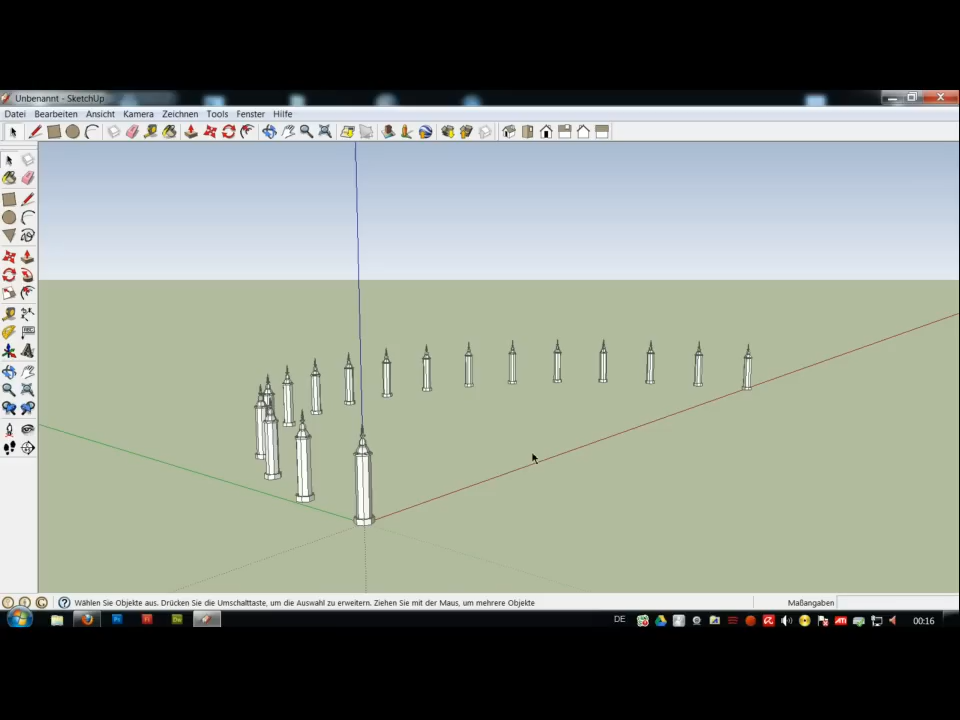 Unbenannt - SketchUp
Datei Bearbeiten Ansicht Kamera Zeichnen Tools Fenster Hilfe
Wählen Sie Objekte aus. Drücken Sie die Umschalttaste, um die Auswahl zu erweitern. Ziehen Sie mit der Maus, um mehrere Objekte
Maßangaben
DE
00:16